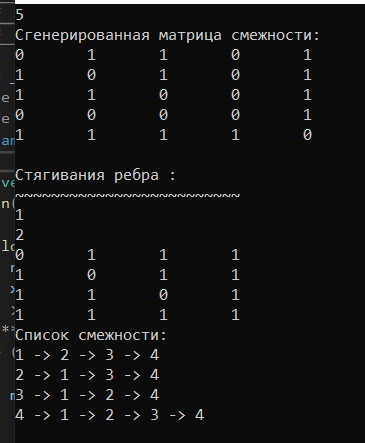 5
Сгенерированная матрица смежности:
0 1 1 0 1
1 0 1 0 1
1 1 0 0 1
0 0 0 0 1
1 1 1 1 0
Стягивания ребра :
~~~~~~~~~~~~~~~~~~~~~~~~~
1
2
0 1 1 1
1 0 1 1
1 1 0 1
1 1 1 1
Список смежности:
1 -> 2 -> 3 -> 4
2 -> 1 -> 3 -> 4
3 -> 1 -> 2 -> 4
4 -> 1 -> 2 -> 3 -> 4